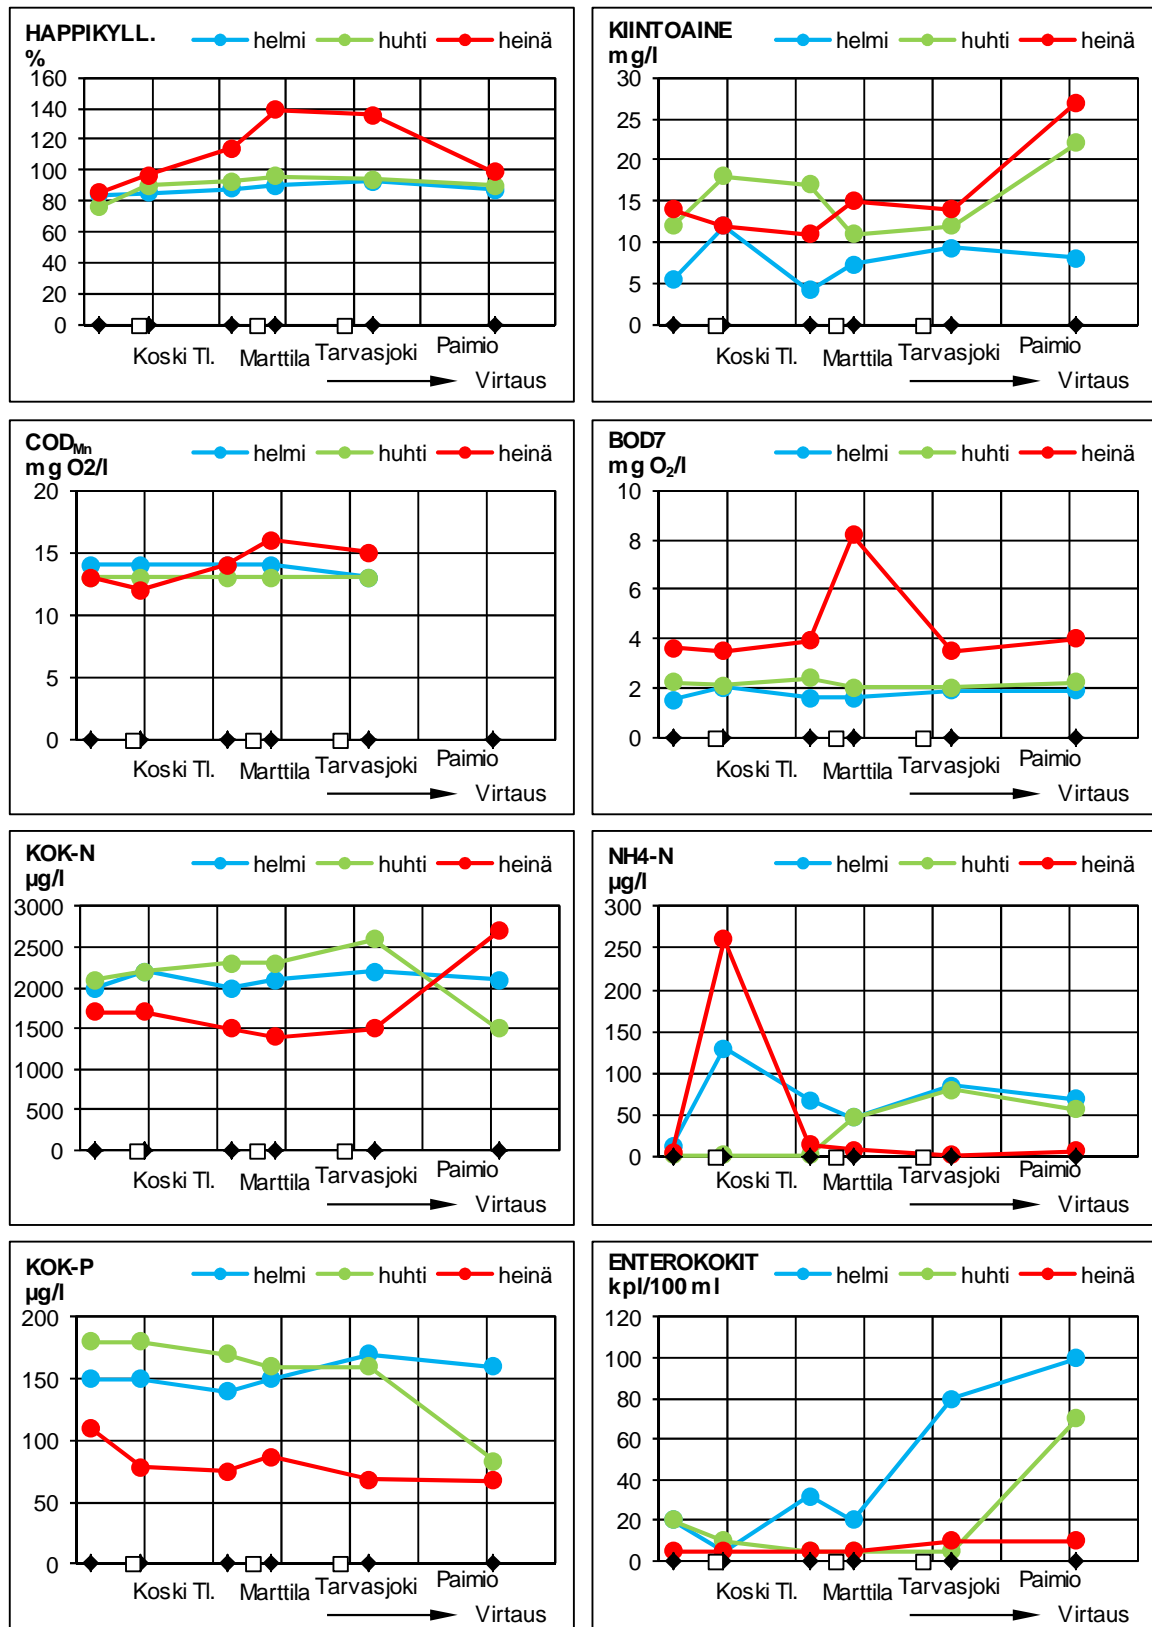 HAPPIKYLL.
%
helmi huhti heinä
160
140
120
100
80
60
40
20
0
Koski Tl. Marttila Tarvasjoki Paimio
Virtaus
KIINTOAINE
mg/l
helmi huhti heinä
30
25
20
15
10
5
0
Koski Tl. Marttila Tarvasjoki Paimio
Virtaus
CODMn
mg O2/l
helmi huhti heinä
20
15
10
5
0
Koski Tl. Marttila Tarvasjoki Paimio
Virtaus
BOD7
mg O₂/l
helmi huhti heinä
10
8
6
4
2
0
Koski Tl. Marttila Tarvasjoki Paimio
Virtaus
KOK-N
µg/l
helmi huhti heinä
3000
2500
2000
1500
1000
500
0
Koski Tl. Marttila Tarvasjoki Paimio
Virtaus
NH4-N
µg/l
helmi huhti heinä
300
250
200
150
100
50
0
Koski Tl. Marttila Tarvasjoki Paimio
Virtaus
KOK-P
µg/l
helmi huhti heinä
200
150
100
50
0
Koski Tl. Marttila Tarvasjoki Paimio
Virtaus
ENTEROKOKIT
kpl/100 ml
helmi huhti heinä
120
100
80
60
40
20
0
Koski Tl. Marttila Tarvasjoki Paimio
Virtaus